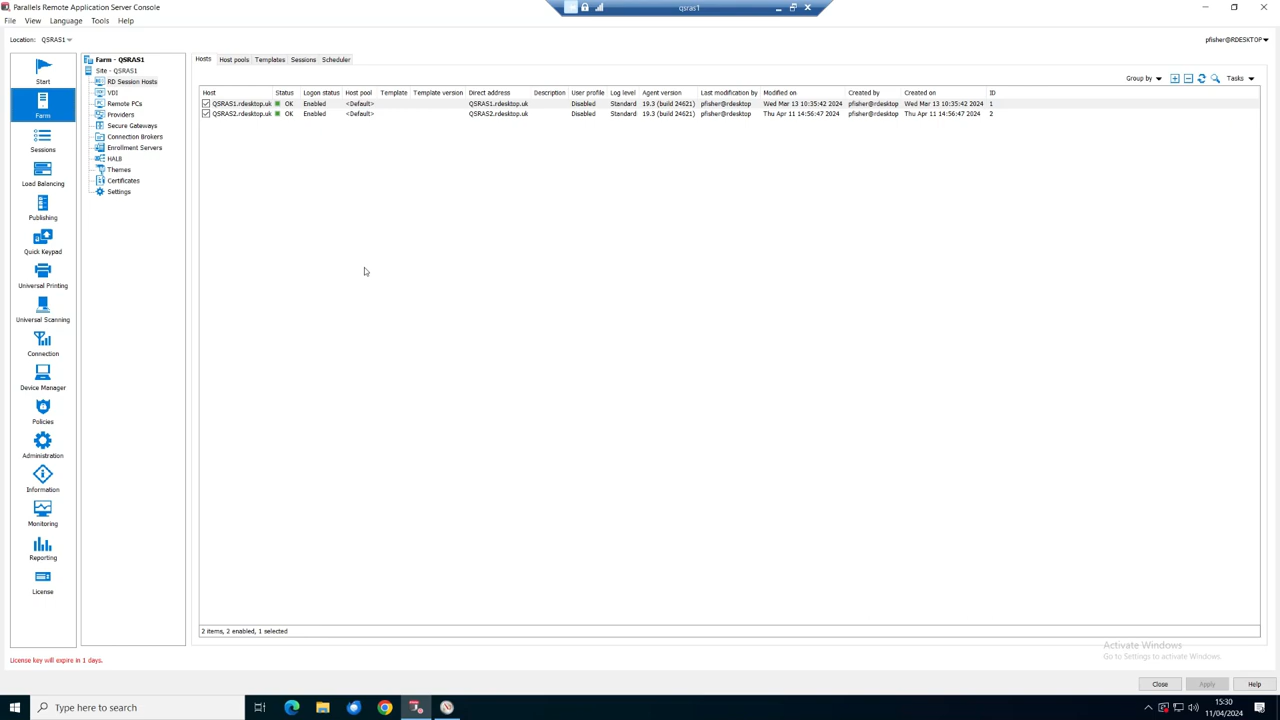 Parallels Remote Application Server Console
qsras1
File View Language Tools Help
Location: QSRAS1
pfisher@RDESKTOP
Start
Farm
Sessions
Load Balancing
Publishing
Quick Keypad
Universal Printing
Universal Scanning
Connection
Device Manager
Policies
Administration
Information
Monitoring
Reporting
License
Farm - QSRAS1
Site - QSRAS1
RD Session Hosts
VDI
Remote PCs
Providers
Secure Gateways
Connection Brokers
Enrollment Servers
HALB
Themes
Certificates
Settings
Hosts Host pools Templates Sessions Scheduler
Group by Tasks
Host Status Logon status Host pool Template Template version Direct address Description User profile Log level Agent version Last modification by Modified on Created by Created on ID
QSRAS1.rdesktop.uk OK Enabled <Default> QSRAS1.rdesktop.uk Disabled Standard 19.3 (build 24621) pfisher@rdesktop Wed Mar 13 10:35:42 2024 pfisher@rdesktop Wed Mar 13 10:35:42 2024 1
QSRAS2.rdesktop.uk OK Enabled <Default> QSRAS2.rdesktop.uk Disabled Standard 19.3 (build 24621) pfisher@rdesktop Thu Apr 11 14:56:47 2024 pfisher@rdesktop Thu Apr 11 14:56:47 2024 2
2 items, 2 enabled, 1 selected
Activate Windows
Go to Settings to activate Windows.
License key will expire in 1 days.
Close Apply Help
Type here to search
15:30
11/04/2024